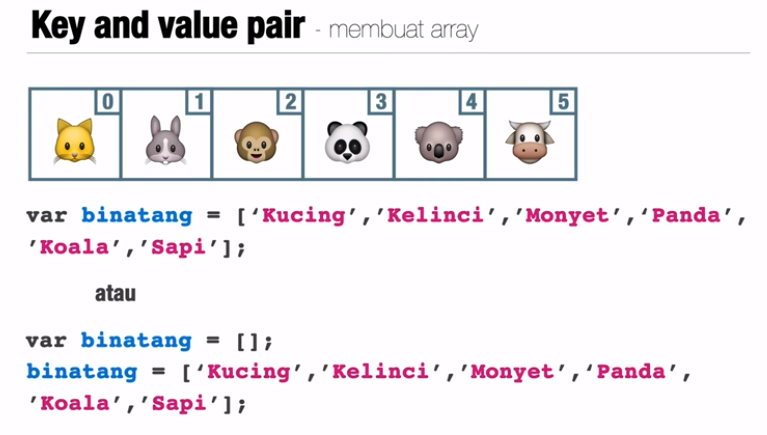 Key and value pair - membuat array
0 1 2 3 4 5
var binatang = [‘Kucing’,’Kelinci’,’Monyet’,‘Panda’,
’Koala’,’Sapi’];
atau
var binatang = [];
binatang = [‘Kucing’,’Kelinci’,’Monyet’,‘Panda’,
’Koala’,’Sapi’];